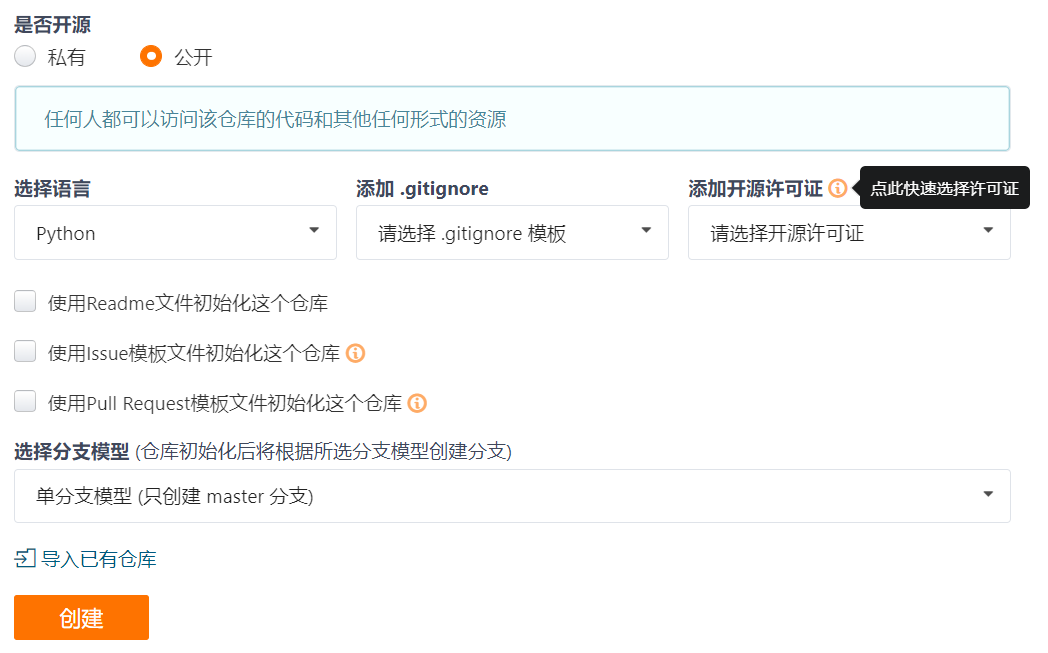 是否开源
私有 公开
任何人都可以访问该仓库的代码和其他任何形式的资源
选择语言 添加 .gitignore 添加开源许可证 点此快速选择许可证
Python 请选择 .gitignore 模板 请选择开源许可证
使用Readme文件初始化这个仓库
使用Issue模板文件初始化这个仓库
使用Pull Request模板文件初始化这个仓库
选择分支模型 (仓库初始化后将根据所选分支模型创建分支)
单分支模型 (只创建 master 分支)
导入已有仓库
创建